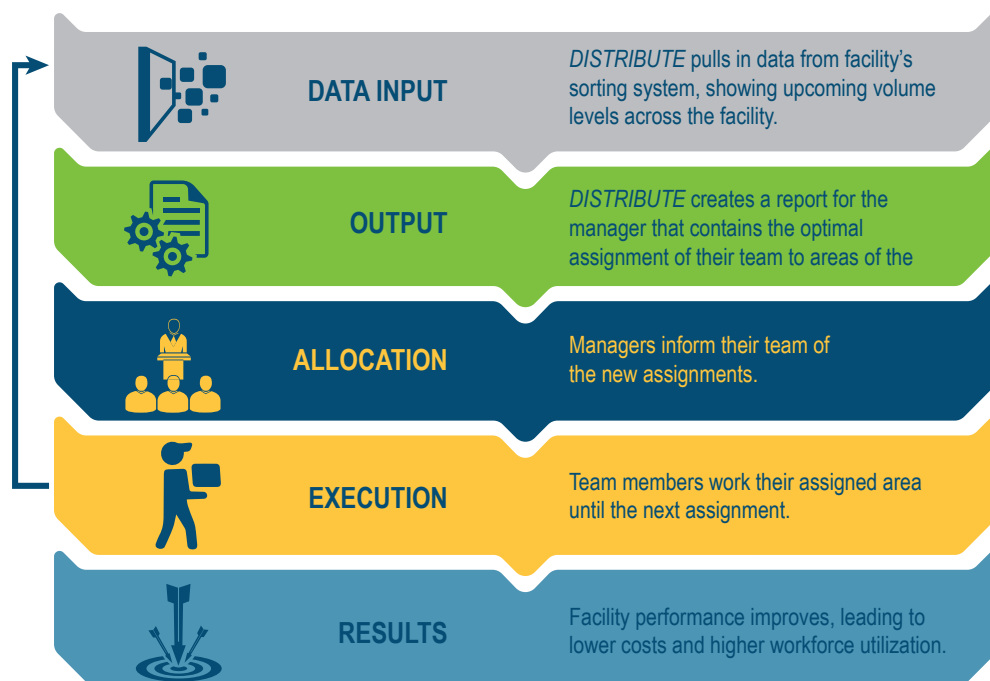 DATA INPUT
DISTRIBUTE pulls in data from facility’s
sorting system, showing upcoming volume
levels across the facility.
OUTPUT
DISTRIBUTE creates a report for the
manager that contains the optimal
assignment of their team to areas of the
ALLOCATION
Managers inform their team of
the new assignments.
EXECUTION
Team members work their assigned area
until the next assignment.
RESULTS
Facility performance improves, leading to
lower costs and higher workforce utilization.